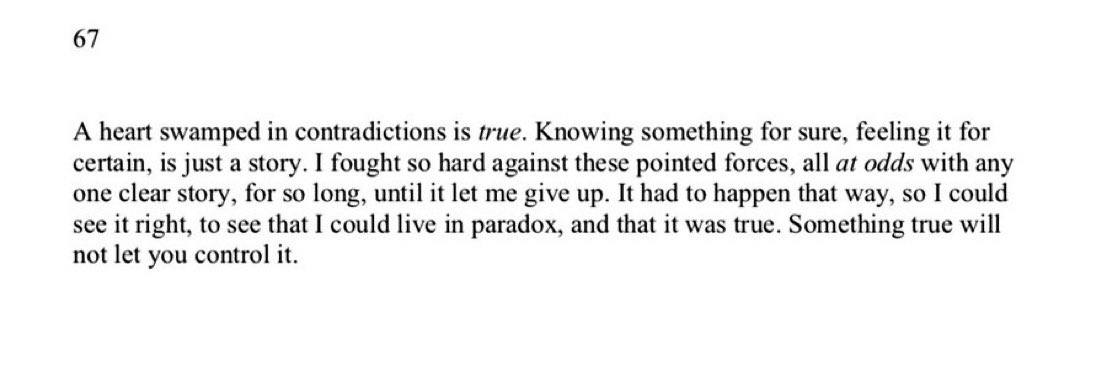 67
A heart swamped in contradictions is true. Knowing something for sure, feeling it for
certain, is just a story. I fought so hard against these pointed forces, all at odds with any
one clear story, for so long, until it let me give up. It had to happen that way, so I could
see it right, to see that I could live in paradox, and that it was true. Something true will
not let you control it.